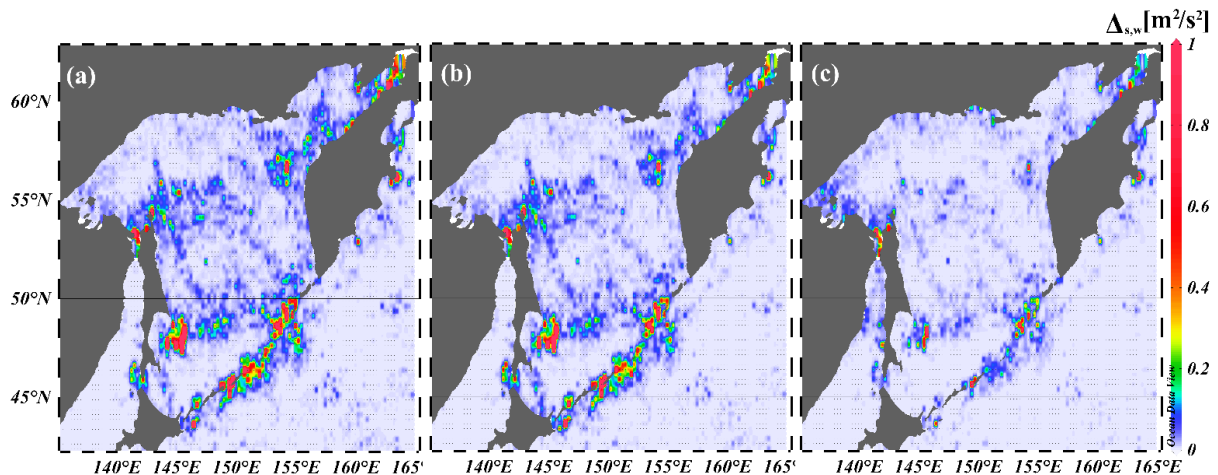 Δs,w[m²/s²]
(a)
(b)
(c)
60°N
55°N
50°N
45°N
1
0.8
0.6
0.4
0.2
0
Ocean Data View
140°E 145°E 150°E 155°E 160°E 165°
140°E 145°E 150°E 155°E 160°E 165°
140°E 145°E 150°E 155°E 160°E 165°E